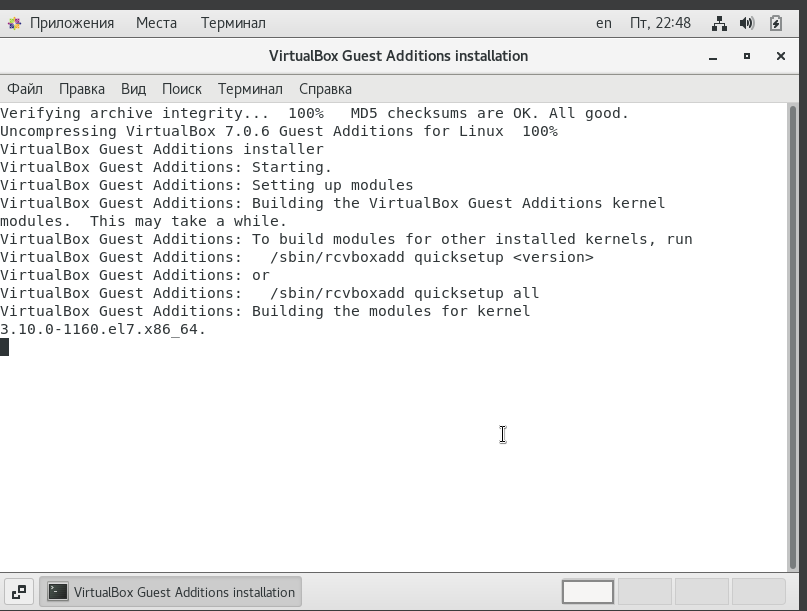 Приложения Места Терминал en Пт, 22:48
VirtualBox Guest Additions installation
Файл Правка Вид Поиск Терминал Справка
Verifying archive integrity...  100%   MD5 checksums are OK. All good.
Uncompressing VirtualBox 7.0.6 Guest Additions for Linux  100%
VirtualBox Guest Additions installer
VirtualBox Guest Additions: Starting.
VirtualBox Guest Additions: Setting up modules
VirtualBox Guest Additions: Building the VirtualBox Guest Additions kernel
modules.  This may take a while.
VirtualBox Guest Additions: To build modules for other installed kernels, run
VirtualBox Guest Additions:   /sbin/rcvboxadd quicksetup <version>
VirtualBox Guest Additions: or
VirtualBox Guest Additions:   /sbin/rcvboxadd quicksetup all
VirtualBox Guest Additions: Building the modules for kernel
3.10.0-1160.el7.x86_64.
VirtualBox Guest Additions installation